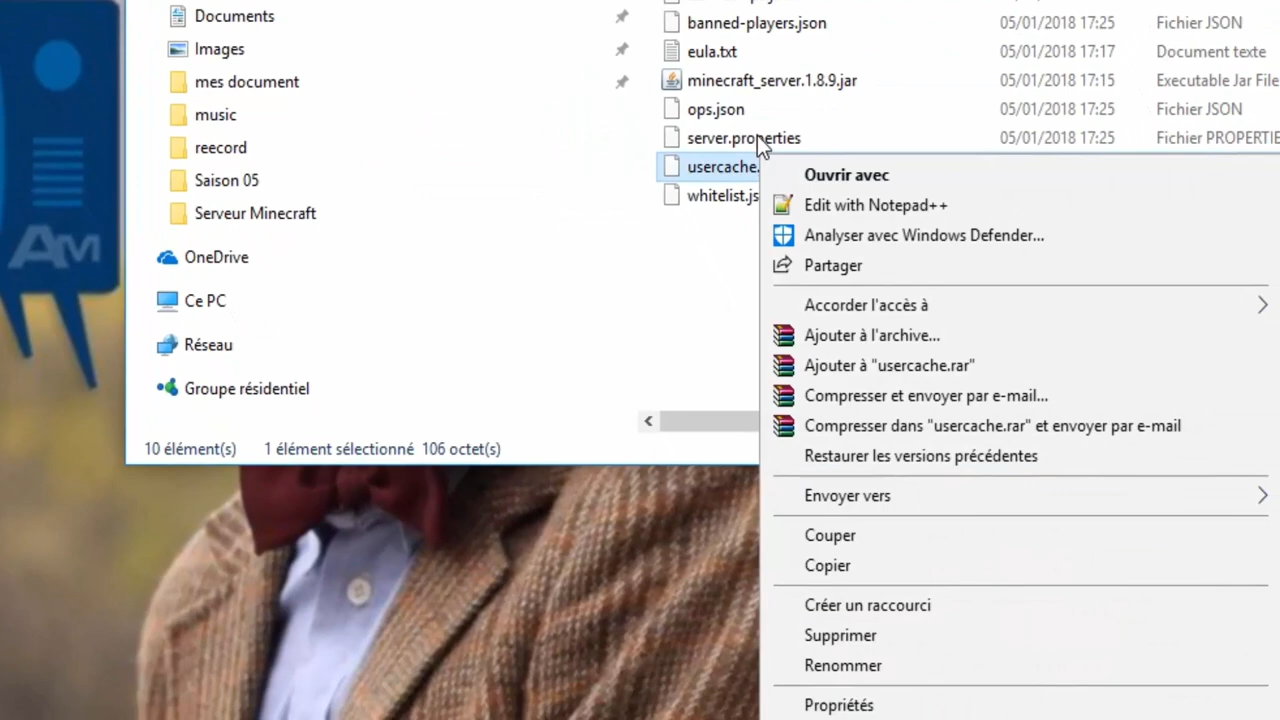 Documents
Images
mes document
music
reecord
Saison 05
Serveur Minecraft
OneDrive
Ce PC
Réseau
Groupe résidentiel
10 élément(s) 1 élément sélectionné 106 octet(s)
banned-players.json 05/01/2018 17:25 Fichier JSON
eula.txt 05/01/2018 17:17 Document texte
minecraft_server.1.8.9.jar 05/01/2018 17:15 Executable Jar File
ops.json 05/01/2018 17:25 Fichier JSON
server.properties 05/01/2018 17:25 Fichier PROPERTIE
usercache.
whitelist.js
Ouvrir avec
Edit with Notepad++
Analyser avec Windows Defender...
Partager
Accorder l'accès à
Ajouter à l'archive...
Ajouter à "usercache.rar"
Compresser et envoyer par e-mail...
Compresser dans "usercache.rar" et envoyer par e-mail
Restaurer les versions précédentes
Envoyer vers
Couper
Copier
Créer un raccourci
Supprimer
Renommer
Propriétés
AM